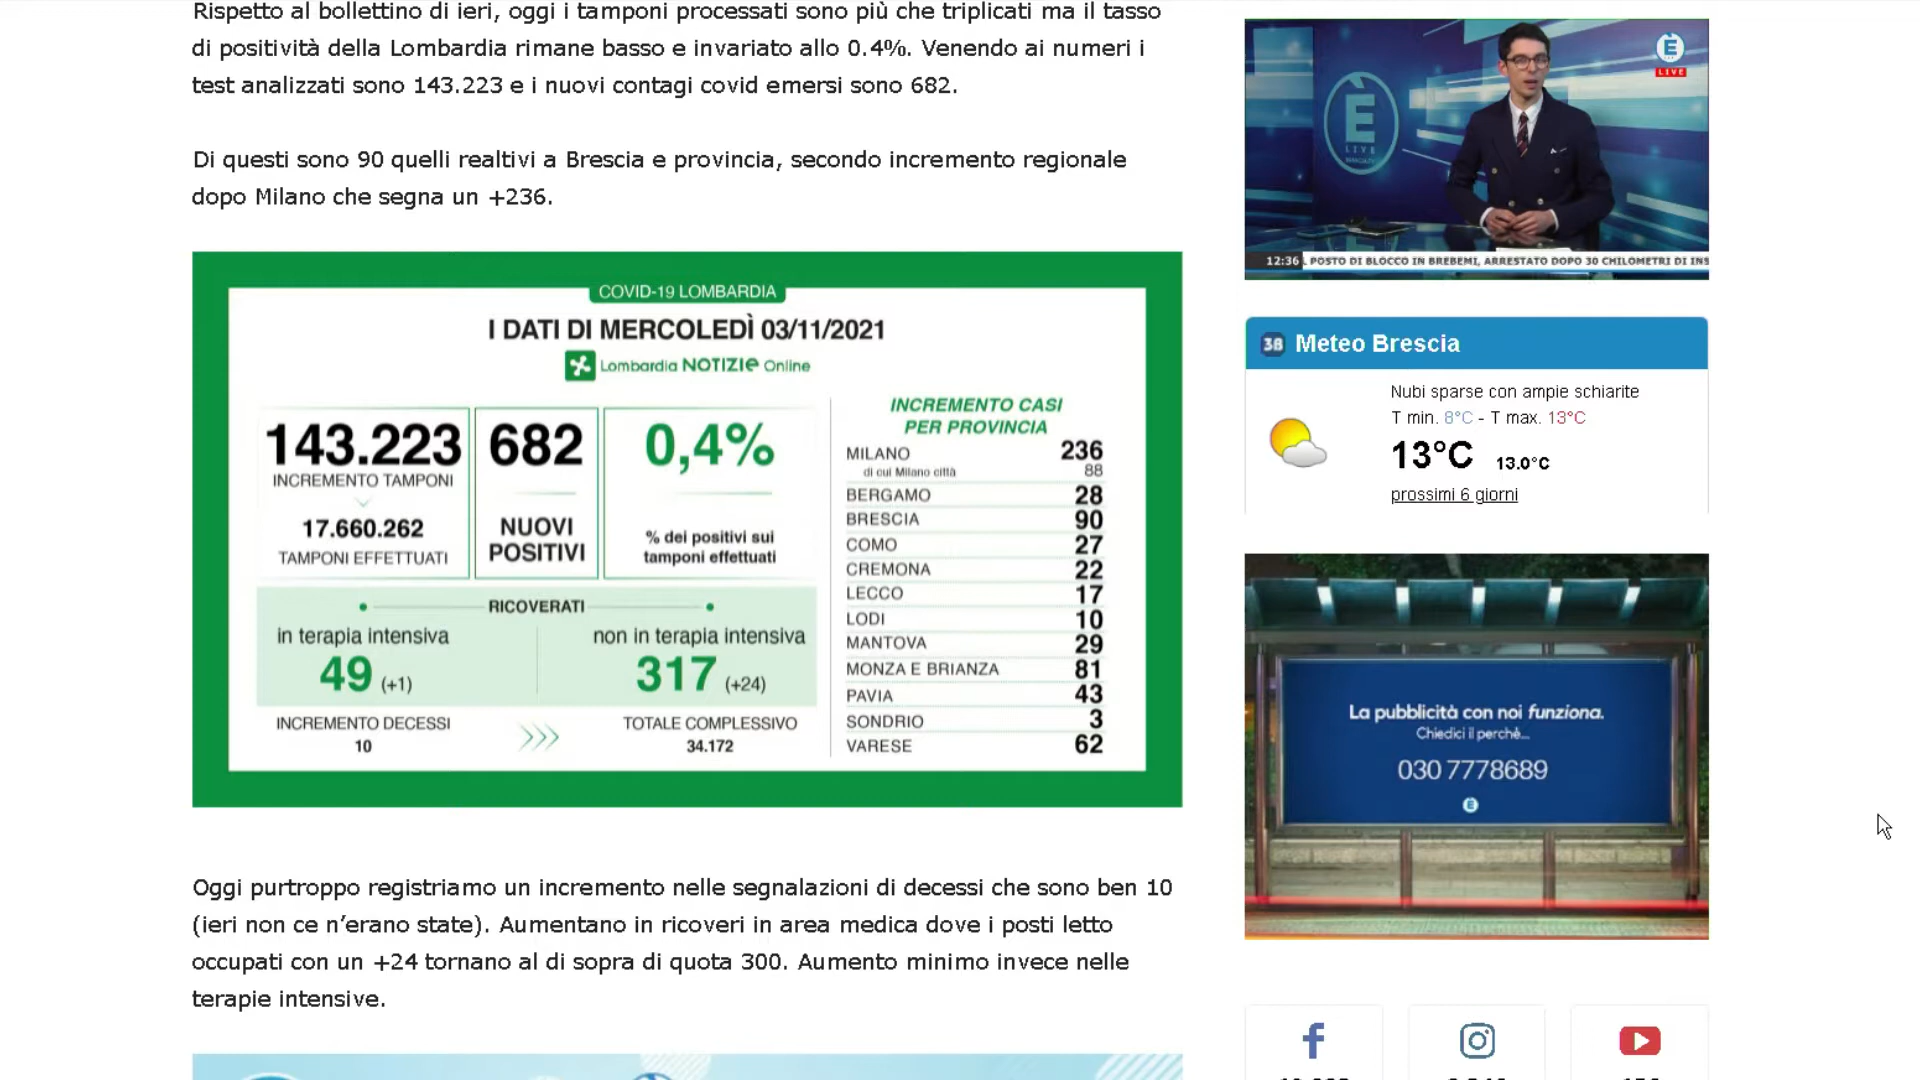 Rispetto al bollettino di ieri, oggi i tamponi processati sono più che triplicati ma il tasso
di positività della Lombardia rimane basso e invariato allo 0.4%. Venendo ai numeri i
test analizzati sono 143.223 e i nuovi contagi covid emersi sono 682.
Di questi sono 90 quelli realtivi a Brescia e provincia, secondo incremento regionale
dopo Milano che segna un +236.
COVID-19 LOMBARDIA
I DATI DI MERCOLEDÌ 03/11/2021
Lombardia NOTIZIE Online
143.223
INCREMENTO TAMPONI
17.660.262
TAMPONI EFFETTUATI
682
NUOVI
POSITIVI
0,4%
% dei positivi sui
tamponi effettuati
RICOVERATI
in terapia intensiva
49 (+1)
non in terapia intensiva
317 (+24)
INCREMENTO DECESSI
10
TOTALE COMPLESSIVO
34.172
INCREMENTO CASI
PER PROVINCIA
MILANO 236
di cui Milano città 88
BERGAMO 28
BRESCIA 90
COMO 27
CREMONA 22
LECCO 17
LODI 10
MANTOVA 29
MONZA E BRIANZA 81
PAVIA 43
SONDRIO 3
VARESE 62
Oggi purtroppo registriamo un incremento nelle segnalazioni di decessi che sono ben 10
(ieri non ce n’erano state). Aumentano in ricoveri in area medica dove i posti letto
occupati con un +24 tornano al di sopra di quota 300. Aumento minimo invece nelle
terapie intensive.
È
LIVE
È
LIVE
12:36 POSTO DI BLOCCO IN BREBEMI, ARRESTATO DOPO 30 CHILOMETRI DI INS
3B Meteo Brescia
Nubi sparse con ampie schiarite
T min. 8°C - T max. 13°C
13°C 13.0°C
prossimi 6 giorni
La pubblicità con noi funziona.
Chiedici il perchè...
030 7778689
È